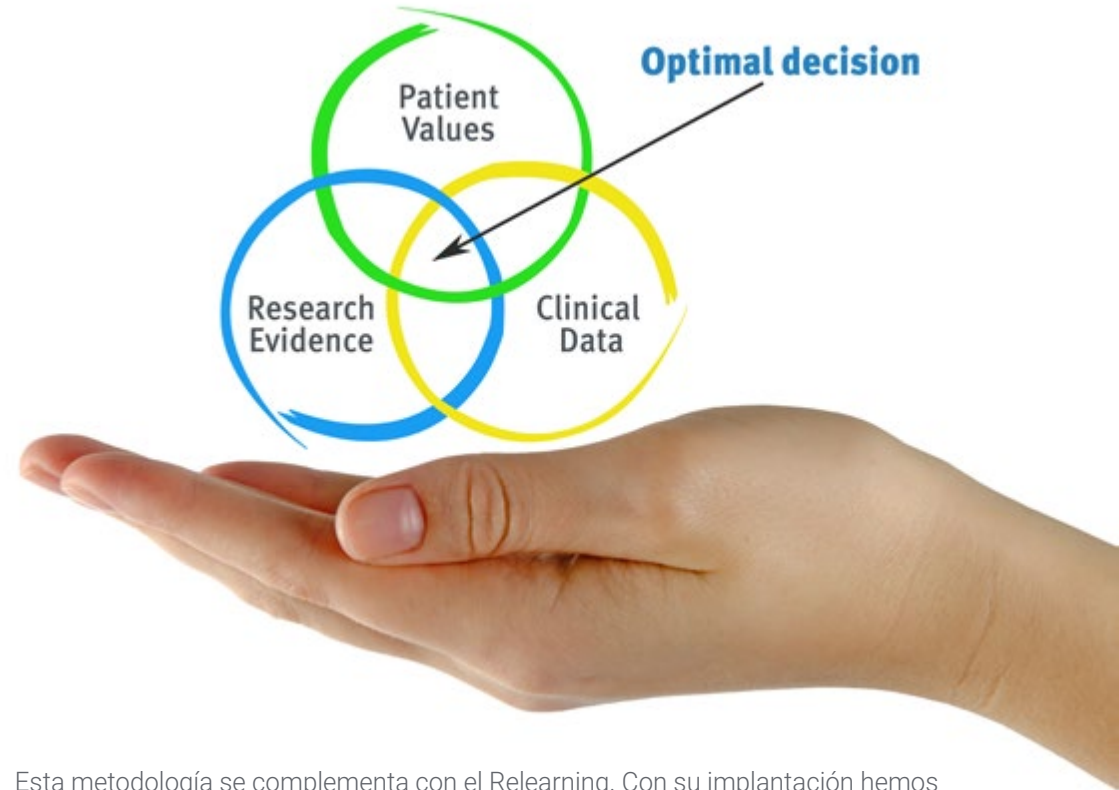 Optimal decision
Patient
Values
Research
Evidence
Clinical
Data
Esta metodología se complementa con el Relearning. Con su implantación hemos